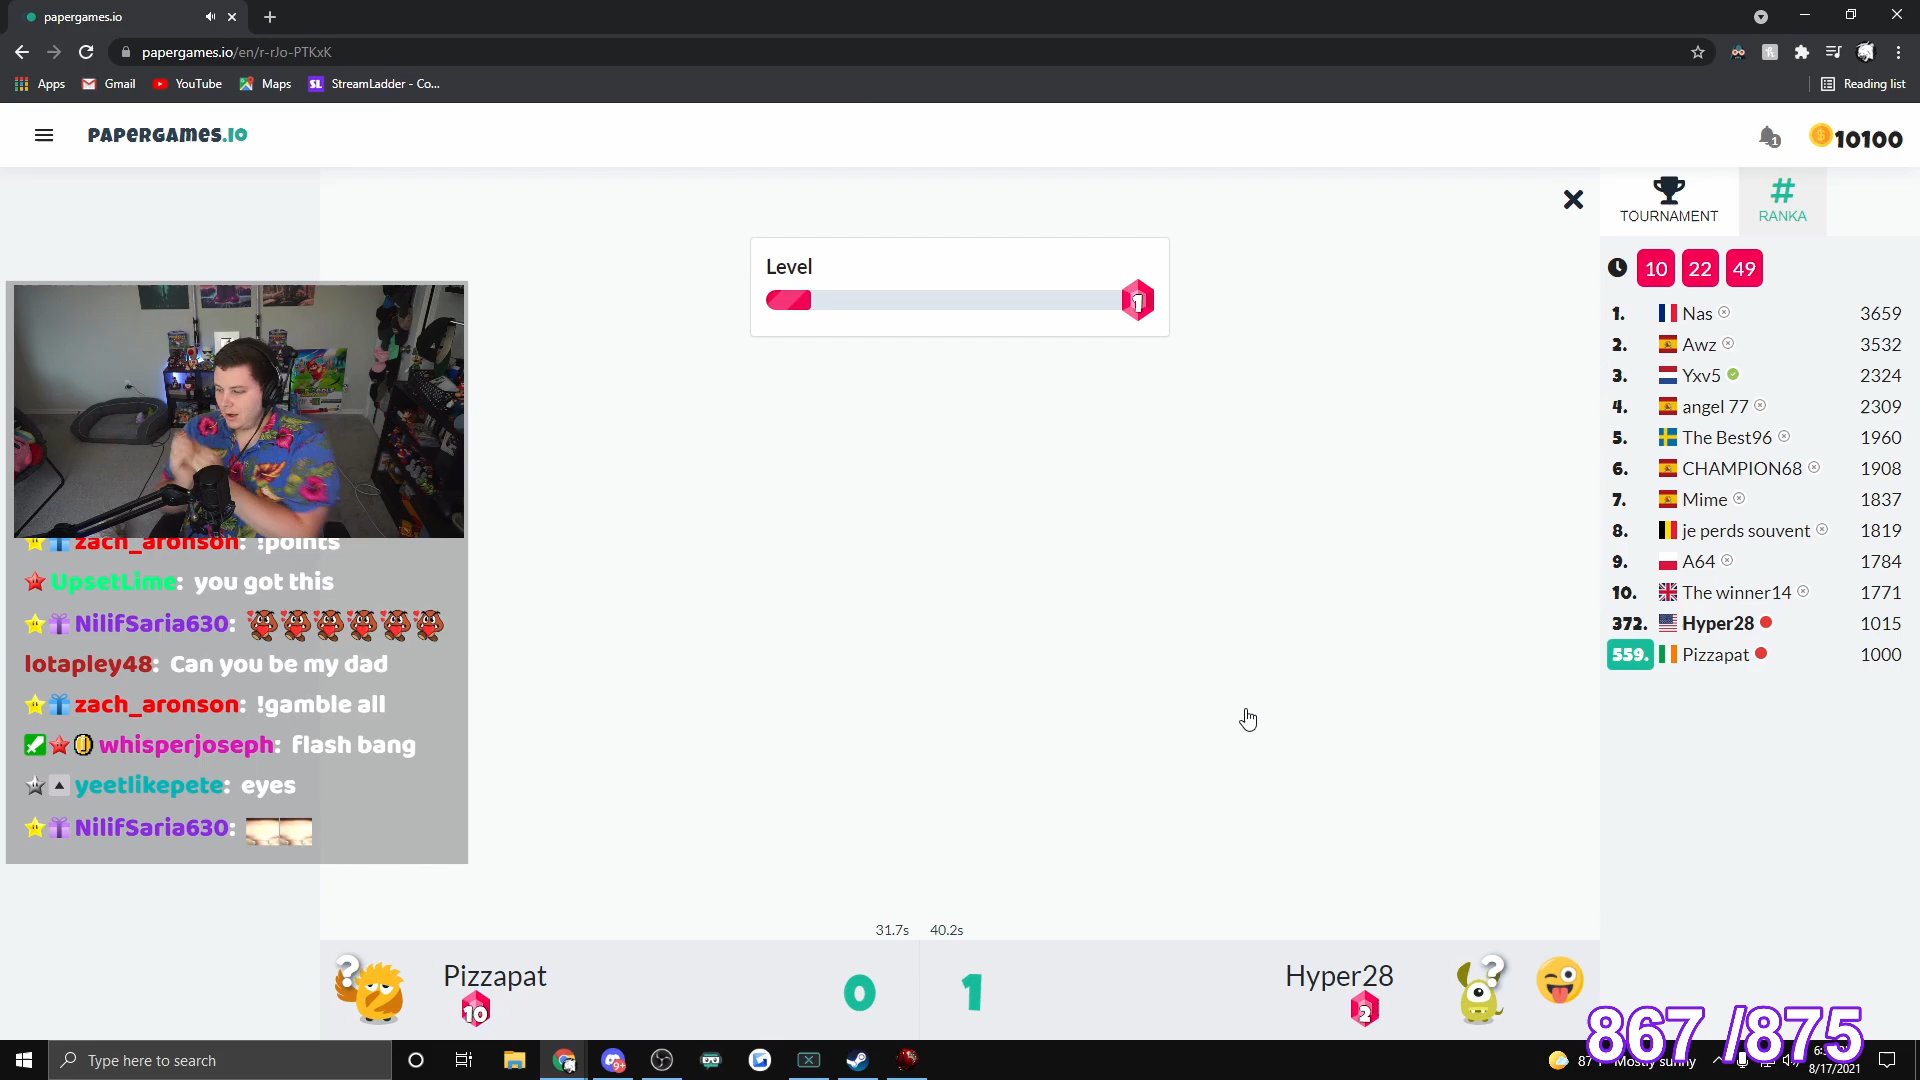 papergames.io
papergames.io/en/r-rJo-PTKxK
Apps Gmail YouTube Maps StreamLadder - Co... Reading list
PAPERGAMES.IO
1
10100
TOURNAMENT
RANKA
Level
1
10 22 49
1. Nas 3659
2. Awz 3532
3. Yxv5 2324
4. angel 77 2309
5. The Best96 1960
6. CHAMPION68 1908
7. Mime 1837
8. je perds souvent 1819
9. A64 1784
10. The winner14 1771
372. Hyper28 1015
559. Pizzapat 1000
zach_aronson: !points
UpsetLime: you got this
NilifSaria630:
lotapley48: Can you be my dad
zach_aronson: !gamble all
whisperjoseph: flash bang
yeetlikepete: eyes
NilifSaria630:
31.7s 40.2s
Pizzapat
10
0 1
Hyper28
2
867 /875
Type here to search
Mostly sunny
8/17/2021